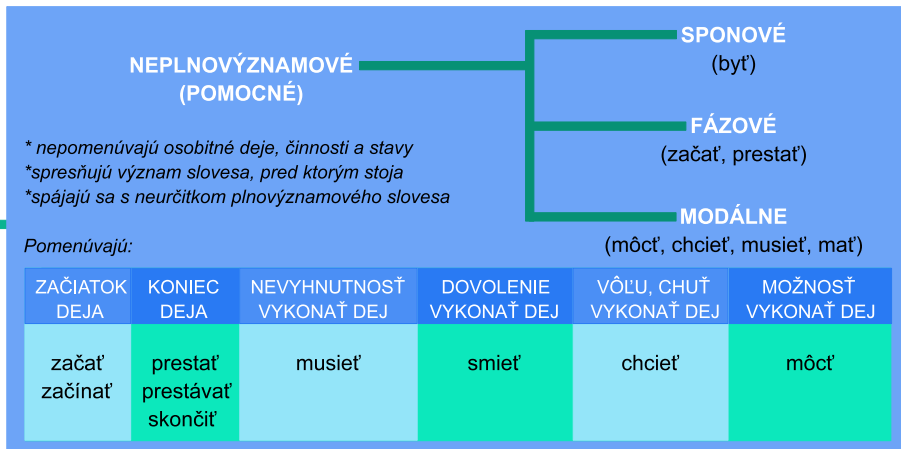 NEPLNOVÝZNAMOVÉ
(POMOCNÉ)
SPONOVÉ
(byť)
FÁZOVÉ
(začať, prestať)
MODÁLNE
(môcť, chcieť, musieť, mať)
* nepomenúvajú osobitné deje, činnosti a stavy
*spresňujú význam slovesa, pred ktorým stoja
*spájajú sa s neurčitkom plnovýznamového slovesa
Pomenúvajú:
ZAČIATOK DEJA
KONIEC DEJA
NEVYHNUTNOSŤ VYKONAŤ DEJ
DOVOLENIE VYKONAŤ DEJ
VÔĽU, CHUŤ VYKONAŤ DEJ
MOŽNOSŤ VYKONAŤ DEJ
začať
začínať
prestať
prestávať
skončiť
musieť
smieť
chcieť
môcť